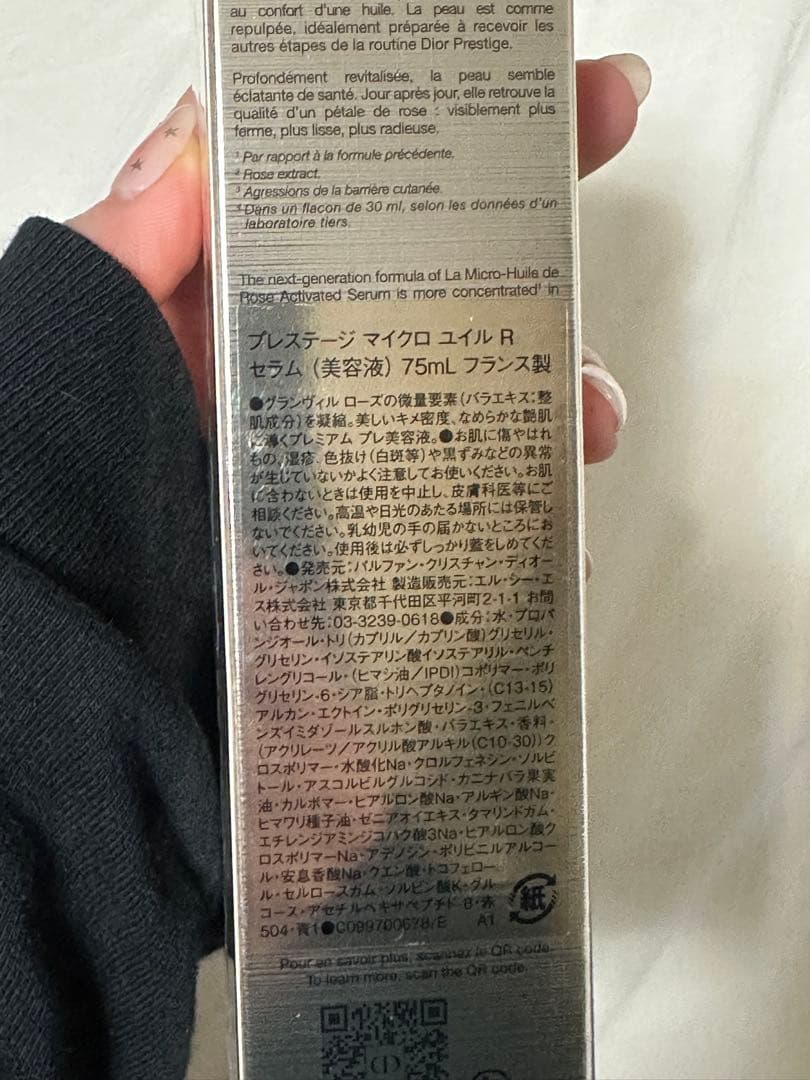 au confort d'une huile. La peau est comme
repulpée, idéalement préparée à recevoir les
autres étapes de la routine Dior Prestige.
Profondément revitalisée, la peau semble
éclatante de santé. Jour après jour, elle retrouve la
qualité d'un pétale de rose : visiblement plus
ferme, plus lisse, plus radieuse.
¹ Par rapport à la formule précédente.
² Rose extract.
³ Agressions de la barrière cutanée.
⁴ Dans un flacon de 30 ml, selon les données d'un
laboratoire tiers.
The next-generation formula of La Micro-Huile de
Rose Activated Serum is more concentrated¹ in
プレステージ マイクロ ユイル R
セラム（美容液）75mL フランス製
●グランヴィル ローズの微量要素（バラエキス：整
肌成分）を凝縮。美しいキメ密度、なめらかな艶肌
に導くプレミアム プレ美容液。●お肌に傷やはれ
もの、湿疹、色抜け（白斑等）や黒ずみなどの異常
が生じていないかよく注意してお使いください。お肌
に合わないときは使用を中止し、皮膚科医等にご
相談ください。高温や日光のあたる場所には保管し
ないでください。乳幼児の手の届かないところにお
いてください。使用後は必ずしっかり蓋をしめてくだ
さい。●発売元：パルファン・クリスチャン・ディオー
ル・ジャポン株式会社 製造販売元：エル・シー・エ
ス株式会社 東京都千代田区平河町2-1-1 お問
い合わせ先：03-3239-0618●成分：水・プロパ
ンジオール・トリ（カプリル／カプリン酸）グリセリル・
グリセリン・イソステアリン酸イソステアリル・ペンチ
レングリコール・（ヒマシ油／IPDI）コポリマー・ポリ
グリセリン-6・シア脂・トリヘプタノイン・（C13-15）
アルカン・エクトイン・ポリグリセリン-3・フェニルベ
ンズイミダゾールスルホン酸・バラエキス・香料・
（アクリレーツ／アクリル酸アルキル（C10-30））ク
ロスポリマー・水酸化Na・クロルフェネシン・ソルビ
トール・アスコルビルグルコシド・カニナバラ果実
油・カルボマー・ヒアルロン酸Na・アルギン酸Na・
ヒマワリ種子油・ゼニアオイエキス・タマリンドガム・
エチレンジアミンジコハク酸3Na・ヒアルロン酸ク
ロスポリマーNa・アデノシン・ポリビニルアルコー
ル・安息香酸Na・クエン酸・トコフェロー
ル・セルロースガム・ソルビン酸K・グル
コース・アセチルヘキサペプチド-8・赤
504・青1●C099700678/E A1
紙
Pour en savoir plus, scannez le QR code.
To learn more, scan the QR code.
CD